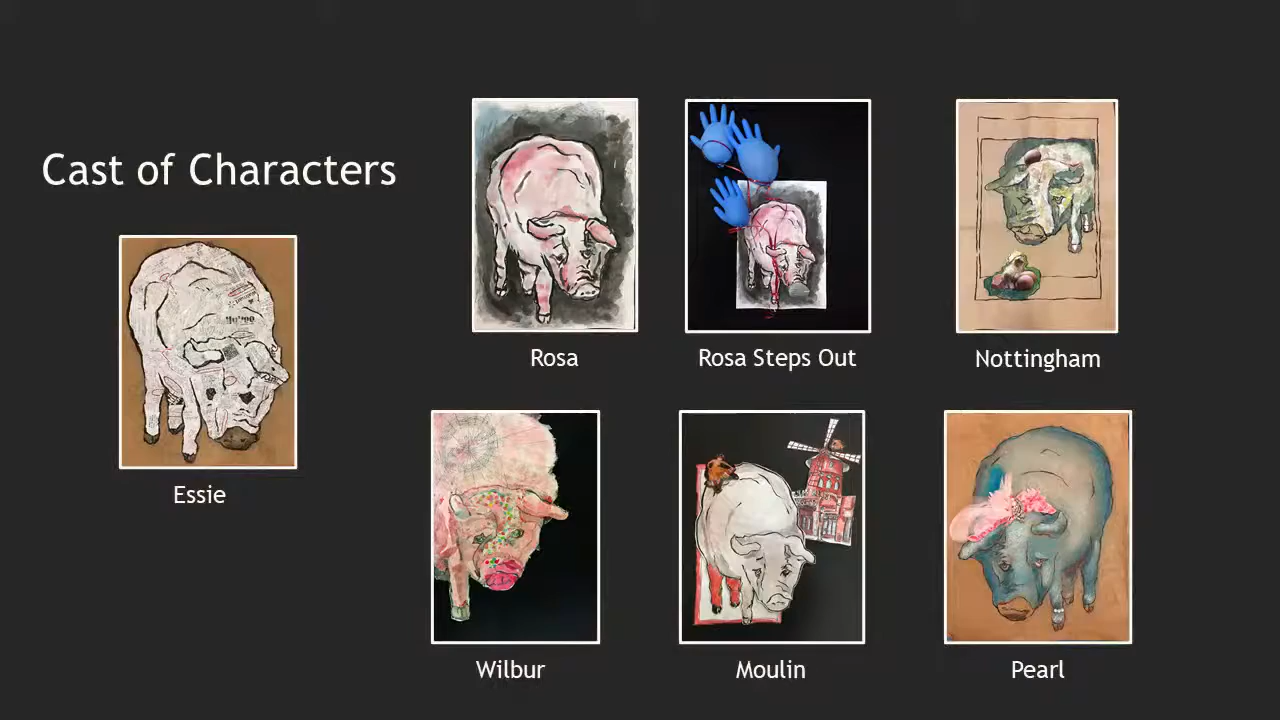 Cast of Characters
Essie
Rosa
Rosa Steps Out
Nottingham
Wilbur
Moulin
Pearl